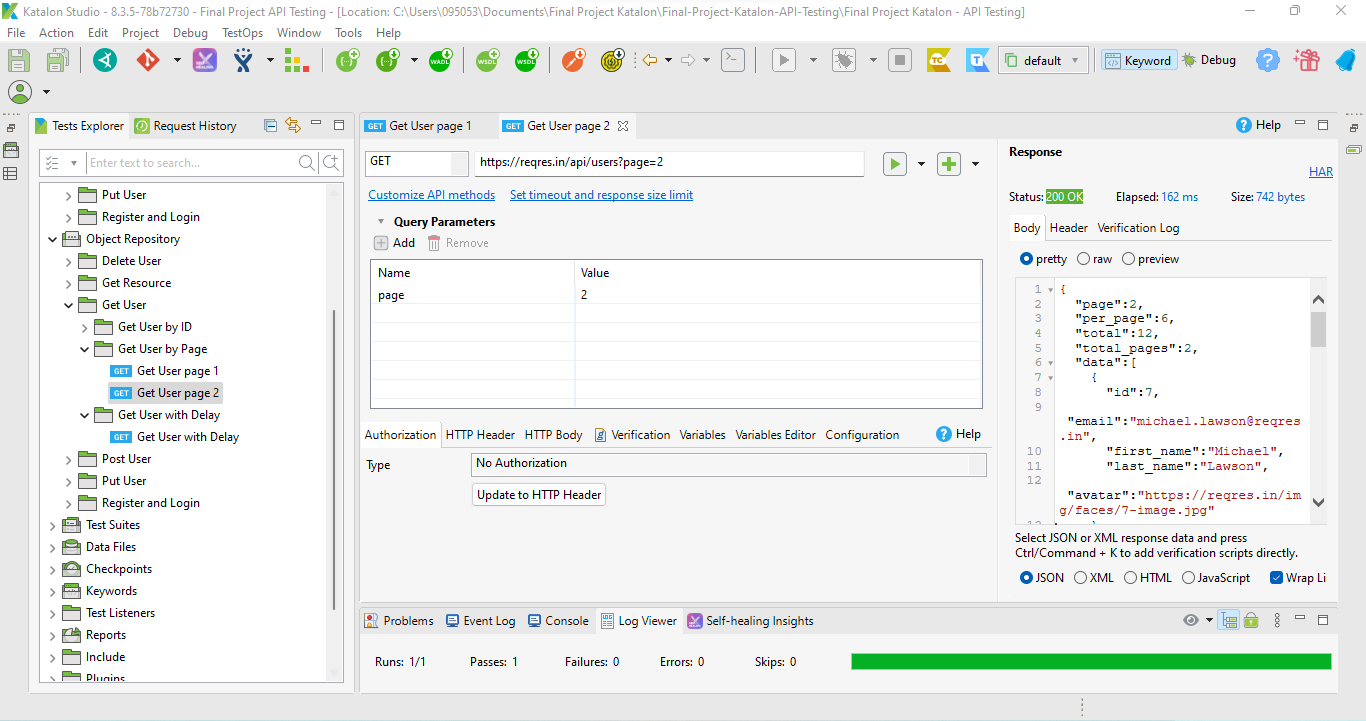 Katalon Studio - 8.3.5-78b72730 - Final Project API Testing - [Location: C:\Users\095053\Documents\Final Project Katalon\Final-Project-Katalon-API-Testing\Final Project Katalon - API Testing]
File Action Edit Project Debug TestOps Window Tools Help
WADL WSDL WSDL TC T default Keyword Debug
Tests Explorer Request History
Enter text to search...
Put User
Register and Login
Object Repository
Delete User
Get Resource
Get User
Get User by ID
Get User by Page
GET Get User page 1
GET Get User page 2
Get User with Delay
GET Get User with Delay
Post User
Put User
Register and Login
Test Suites
Data Files
Checkpoints
Keywords
Test Listeners
Reports
Include
Plugins
GET Get User page 1 GET Get User page 2 Help
GET https://reqres.in/api/users?page=2
Customize API methods Set timeout and response size limit
Query Parameters
Add Remove
Name Value
page 2
Authorization HTTP Header HTTP Body Verification Variables Variables Editor Configuration Help
Type No Authorization
Update to HTTP Header
Response
HAR
Status: 200 OK Elapsed: 162 ms Size: 742 bytes
Body Header Verification Log
pretty raw preview
1 {
2 "page":2,
3 "per_page":6,
4 "total":12,
5 "total_pages":2,
6 "data":[
7 {
8 "id":7,
9
"email":"michael.lawson@reqres
.in",
10 "first_name":"Michael",
11 "last_name":"Lawson",
12
"avatar":"https://reqres.in/im
g/faces/7-image.jpg"
Select JSON or XML response data and press
Ctrl/Command + K to add verification scripts directly.
JSON XML HTML JavaScript Wrap Li
Problems Event Log Console Log Viewer Self-healing Insights
Runs: 1/1 Passes: 1 Failures: 0 Errors: 0 Skips: 0